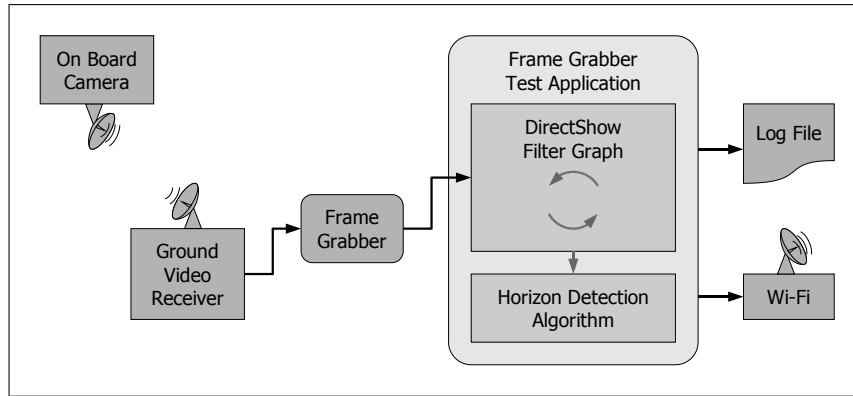 On Board
Camera
Ground
Video
Receiver
Frame
Grabber
Frame Grabber
Test Application
DirectShow
Filter Graph
Horizon Detection
Algorithm
Log File
Wi-Fi